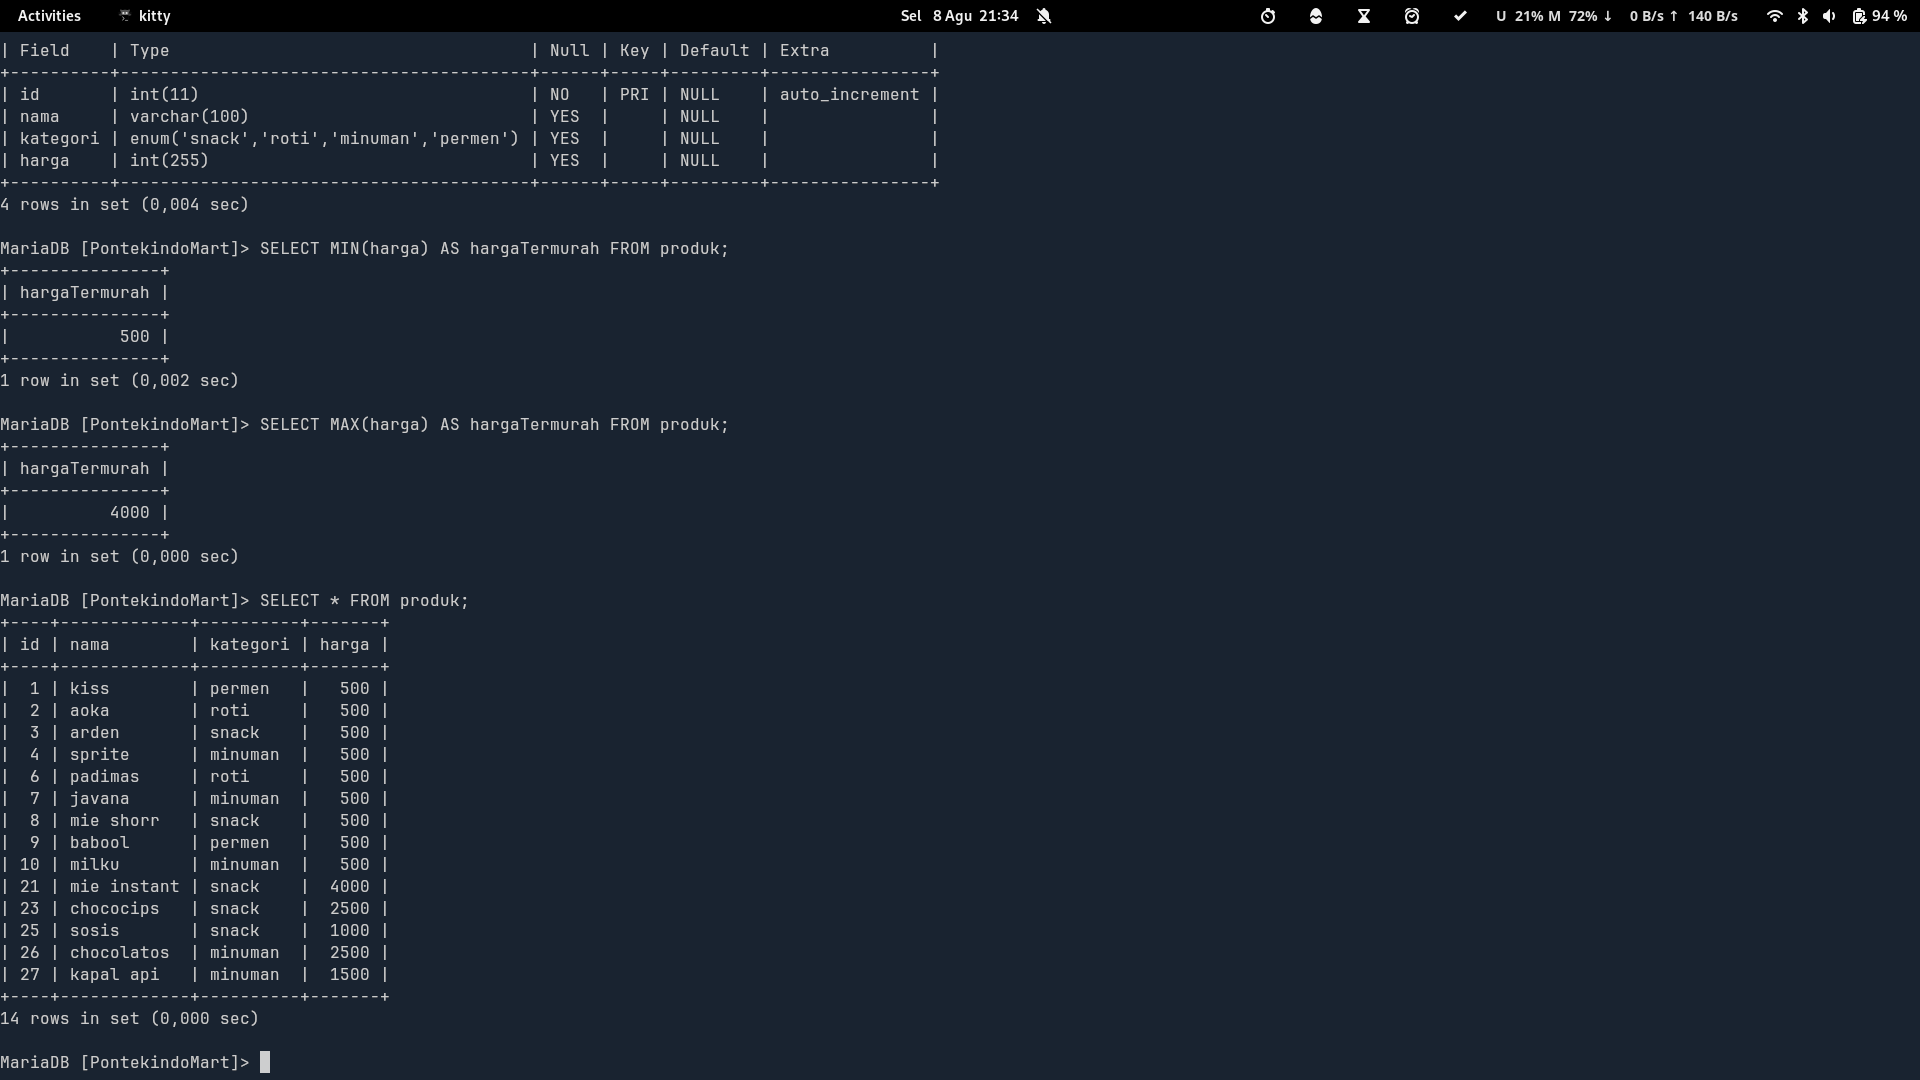 Activities kitty Sel 8 Agu 21:34 U 21% M 72% ↓ 0 B/s ↑ 140 B/s 94 %
| Field    | Type                                    | Null | Key | Default | Extra          |
+----------+-----------------------------------------+------+-----+---------+----------------+
| id       | int(11)                                 | NO   | PRI | NULL    | auto_increment |
| nama     | varchar(100)                            | YES  |     | NULL    |                |
| kategori | enum('snack','roti','minuman','permen') | YES  |     | NULL    |                |
| harga    | int(255)                                | YES  |     | NULL    |                |
+----------+-----------------------------------------+------+-----+---------+----------------+
4 rows in set (0,004 sec)

MariaDB [PontekindoMart]> SELECT MIN(harga) AS hargaTermurah FROM produk;
+---------------+
| hargaTermurah |
+---------------+
|           500 |
+---------------+
1 row in set (0,002 sec)

MariaDB [PontekindoMart]> SELECT MAX(harga) AS hargaTermurah FROM produk;
+---------------+
| hargaTermurah |
+---------------+
|          4000 |
+---------------+
1 row in set (0,000 sec)

MariaDB [PontekindoMart]> SELECT * FROM produk;
+----+-------------+----------+-------+
| id | nama        | kategori | harga |
+----+-------------+----------+-------+
|  1 | kiss        | permen   |   500 |
|  2 | aoka        | roti     |   500 |
|  3 | arden       | snack    |   500 |
|  4 | sprite      | minuman  |   500 |
|  6 | padimas     | roti     |   500 |
|  7 | javana      | minuman  |   500 |
|  8 | mie shorr   | snack    |   500 |
|  9 | babool      | permen   |   500 |
| 10 | milku       | minuman  |   500 |
| 21 | mie instant | snack    |  4000 |
| 23 | chococips   | snack    |  2500 |
| 25 | sosis       | snack    |  1000 |
| 26 | chocolatos  | minuman  |  2500 |
| 27 | kapal api   | minuman  |  1500 |
+----+-------------+----------+-------+
14 rows in set (0,000 sec)

MariaDB [PontekindoMart]>